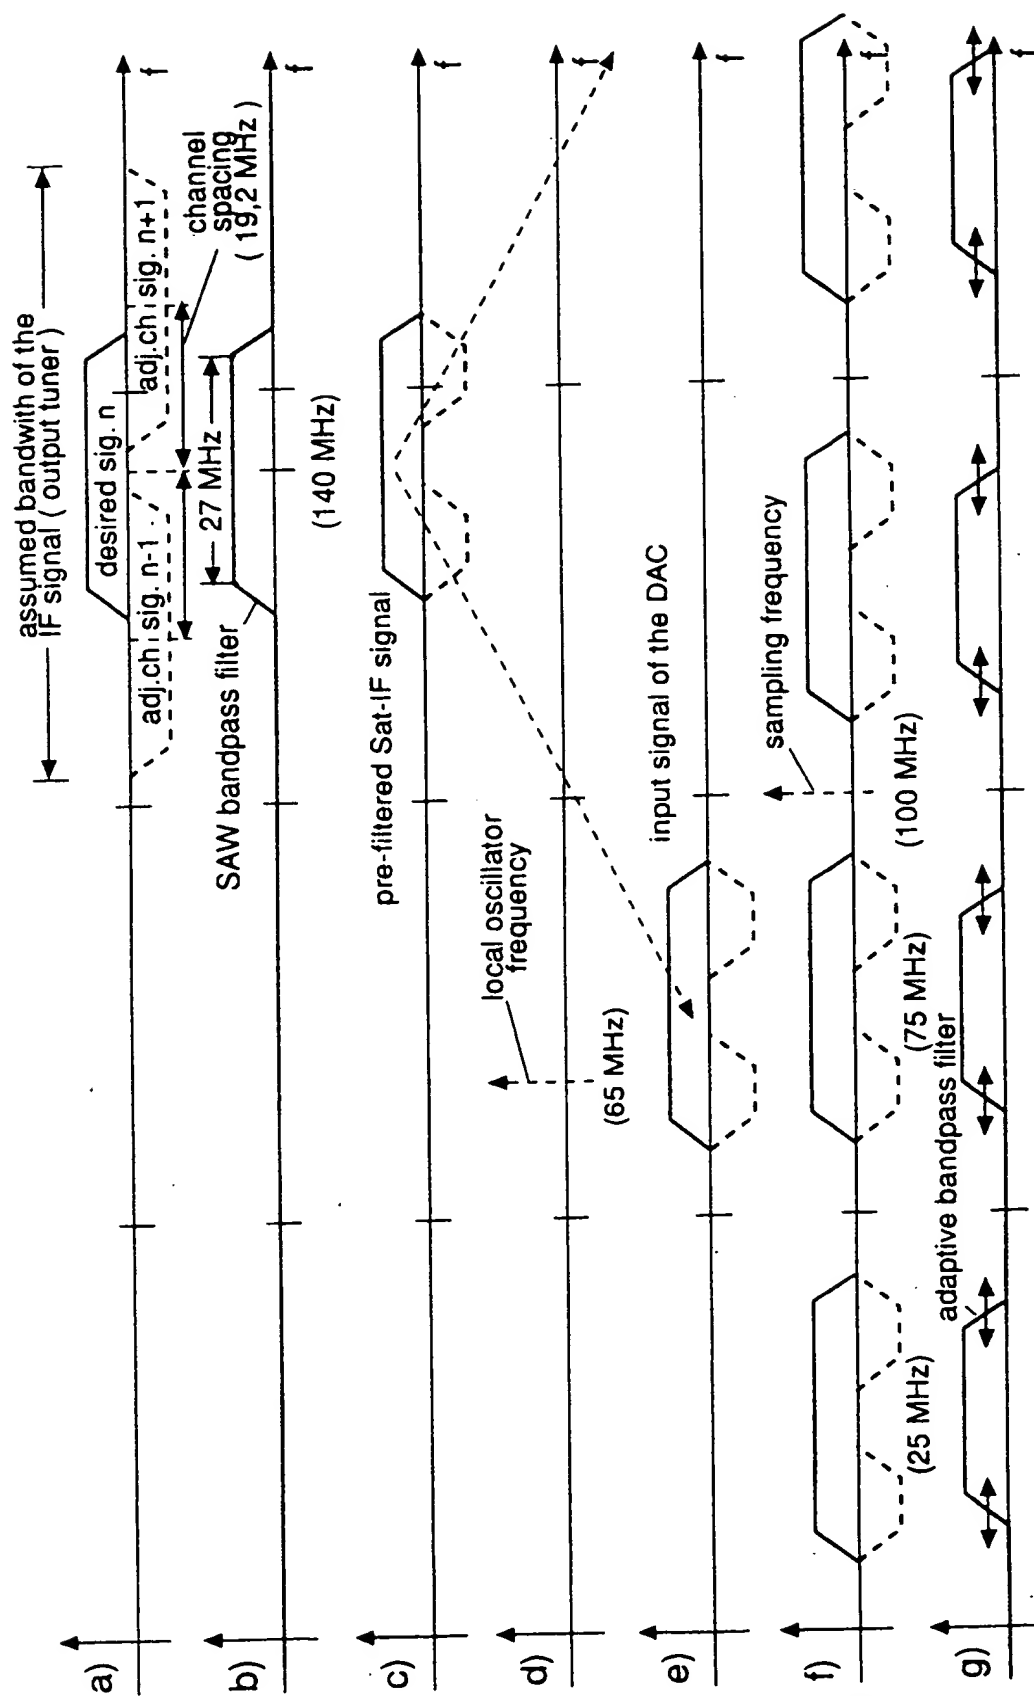 a)
assumed bandwith of the
IF signal ( output tuner )
desired sig. n
adj.ch sig. n-1
adj.ch sig. n+1
channel
spacing
( 19,2 MHz )
f
b)
SAW bandpass filter
27 MHz
(140 MHz)
f
c)
pre-filtered Sat-IF signal
f
d)
local oscillator
frequency
(65 MHz)
f
e)
input signal of the DAC
f
f)
sampling frequency
(25 MHz)
(75 MHz)
(100 MHz)
f
g)
adaptive bandpass filter
f